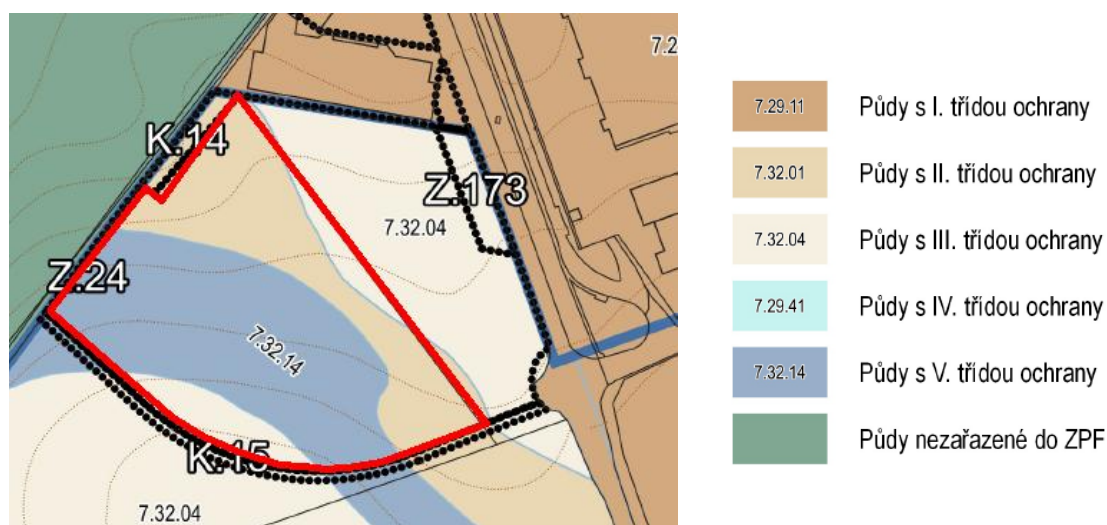 7.2
K.14
Z.173
7.32.04
Z.24
7.32.14
K.15
7.32.04
7.29.11 Půdy s I. třídou ochrany
7.32.01 Půdy s II. třídou ochrany
7.32.04 Půdy s III. třídou ochrany
7.29.41 Půdy s IV. třídou ochrany
7.32.14 Půdy s V. třídou ochrany
Půdy nezařazené do ZPF